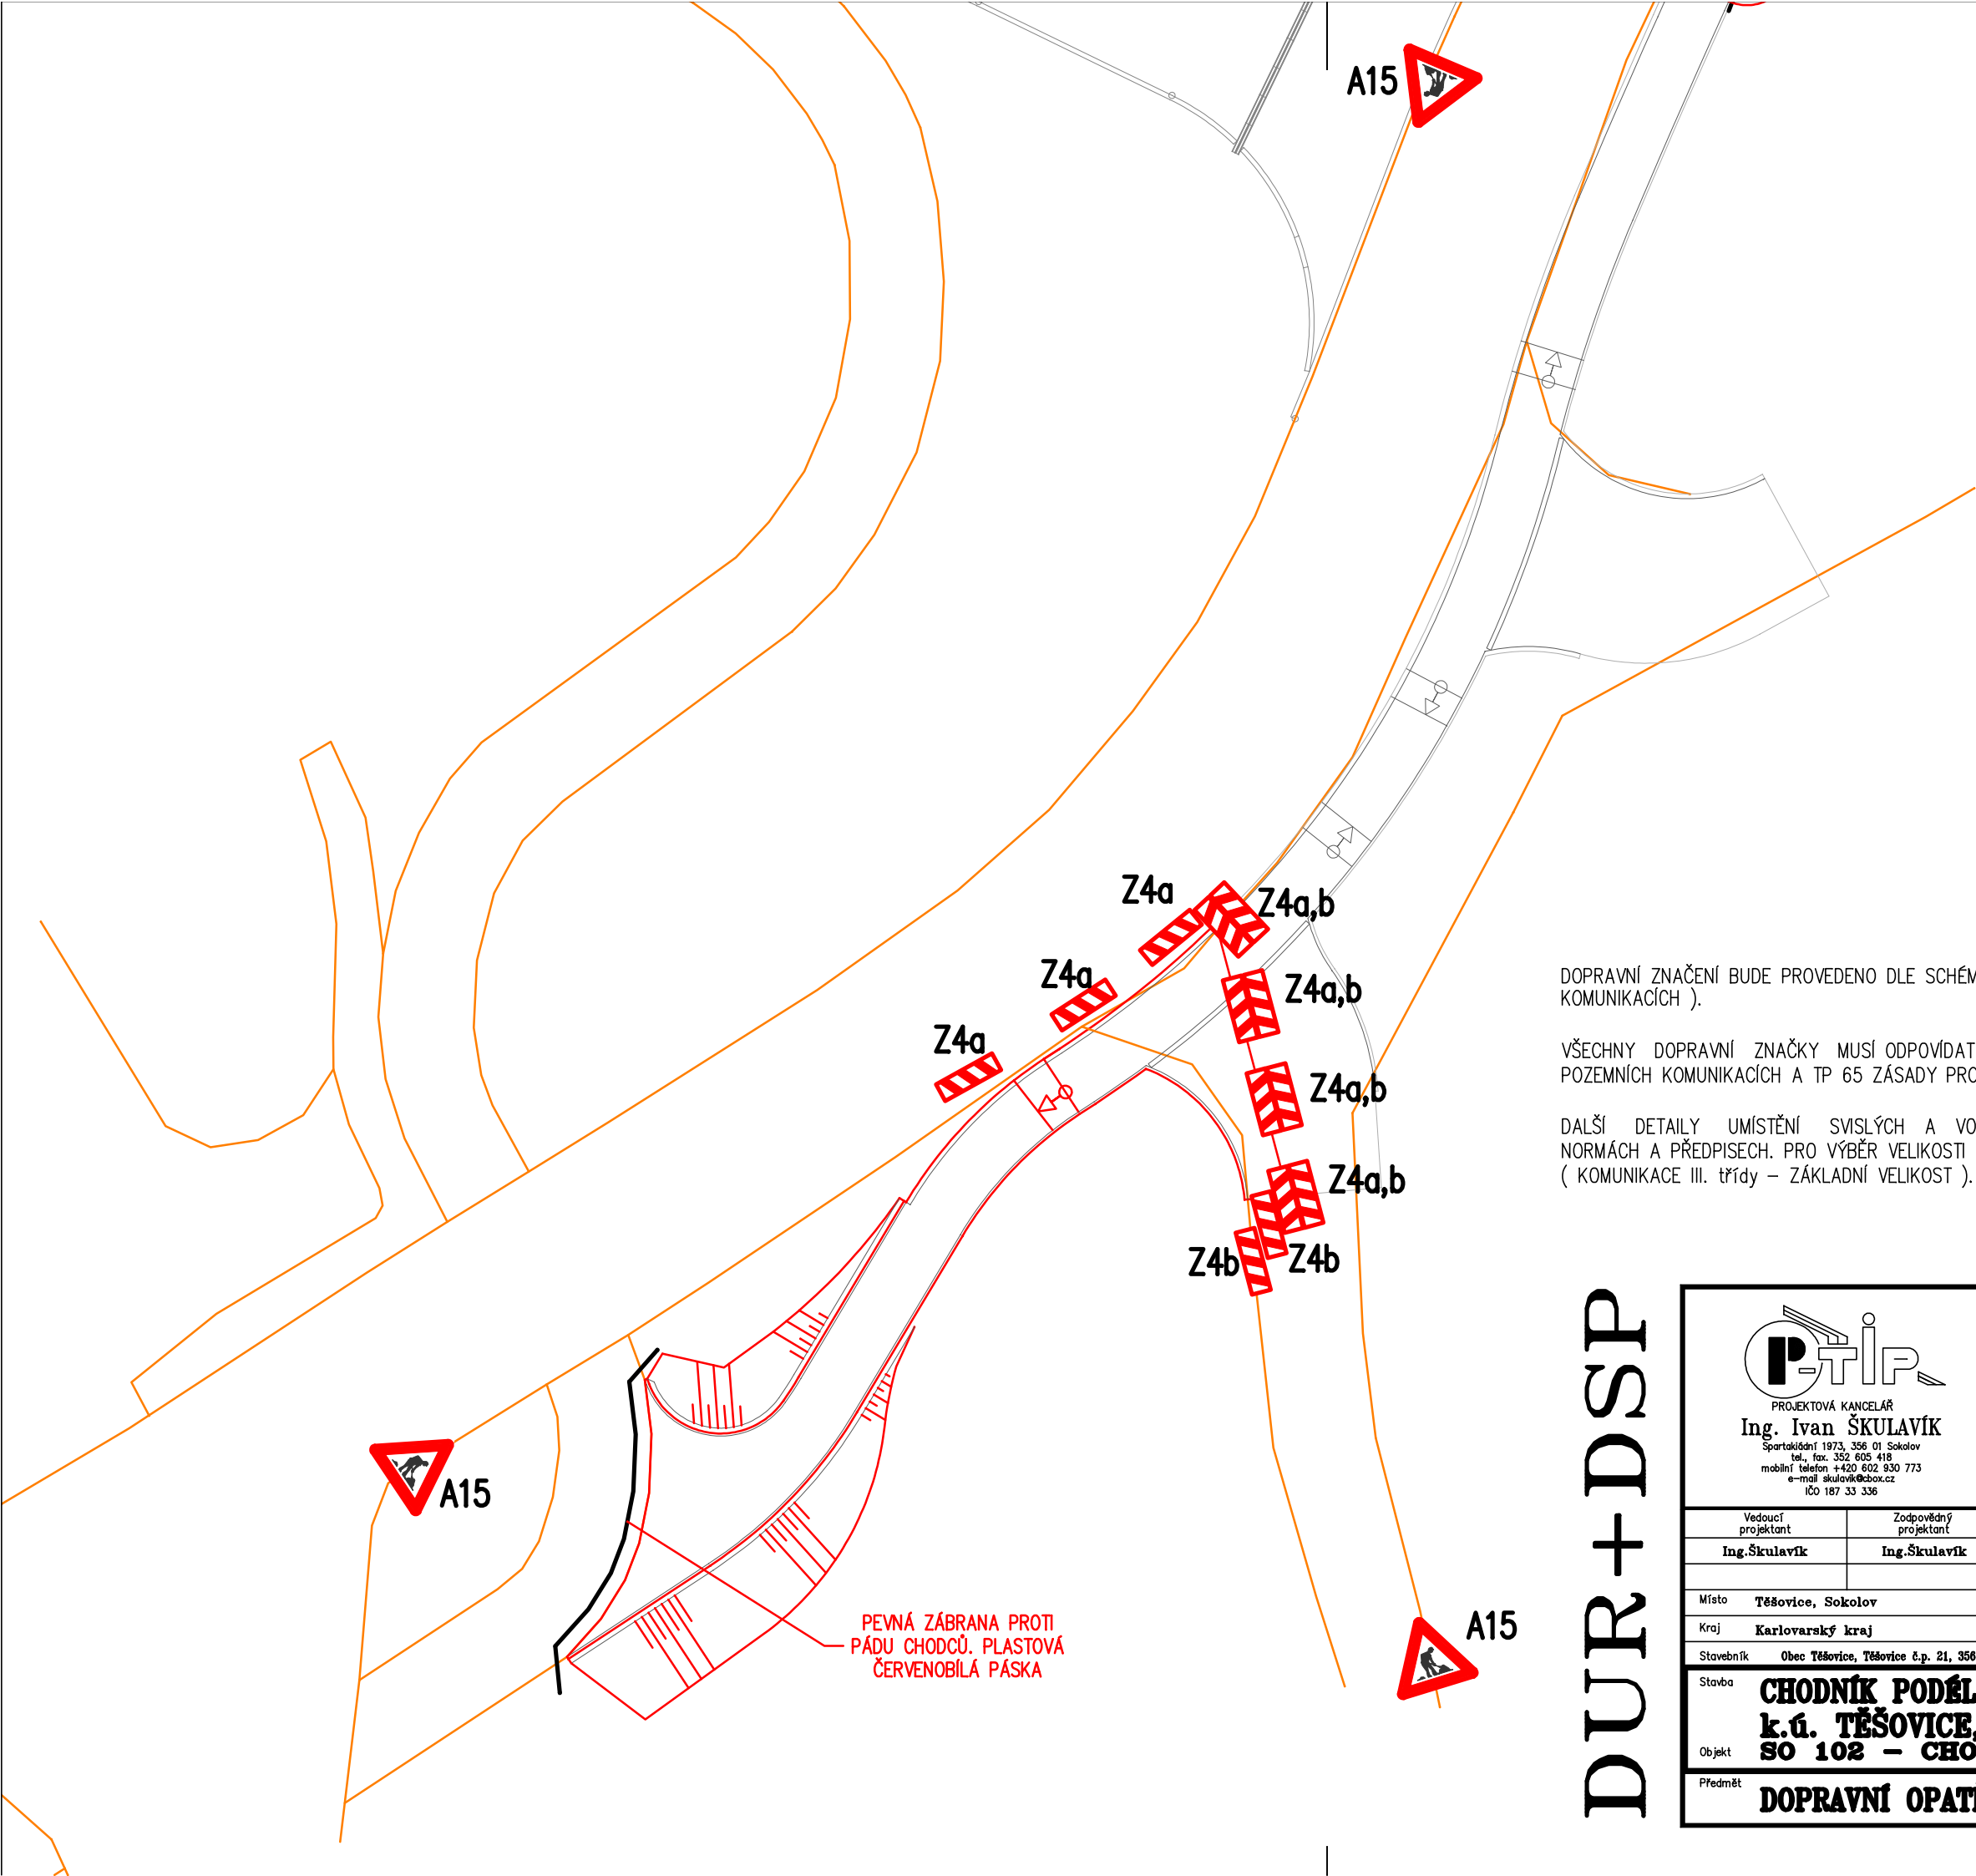 A15
Z4a
Z4a,b
Z4a
Z4a,b
Z4a
Z4a,b
Z4a,b
Z4b
Z4b
A15
A15
PEVNÁ ZÁBRANA PROTI
PÁDU CHODCŮ. PLASTOVÁ
ČERVENOBÍLÁ PÁSKA
DOPRAVNÍ ZNAČENÍ BUDE PROVEDENO DLE SCHÉM
KOMUNIKACÍCH ).
VŠECHNY DOPRAVNÍ ZNAČKY MUSÍ ODPOVÍDAT
POZEMNÍCH KOMUNIKACÍCH A TP 65 ZÁSADY PRO
DALŠÍ DETAILY UMÍSTĚNÍ SVISLÝCH A VO
NORMÁCH A PŘEDPISECH. PRO VÝBĚR VELIKOSTI
( KOMUNIKACE III. třídy – ZÁKLADNÍ VELIKOST ).
DUR+DSP
P-TIP
PROJEKTOVÁ KANCELÁŘ
Ing. Ivan ŠKULAVÍK
Spartakiádní 1973, 356 01 Sokolov
tel., fax. 352 605 418
mobilní telefon +420 602 930 773
e-mail skulavik@cbox.cz
IČO 187 33 336
Vedoucí
projektant
Zodpovědný
projektant
Ing.Škulavík
Ing.Škulavík
Místo Těšovice, Sokolov
Kraj Karlovarský kraj
Stavebník Obec Těšovice, Těšovice č.p. 21, 356
Stavba CHODNÍK PODÉL
k.ú. TĚŠOVICE,
Objekt SO 102 – CHO
Předmět DOPRAVNÍ OPAT